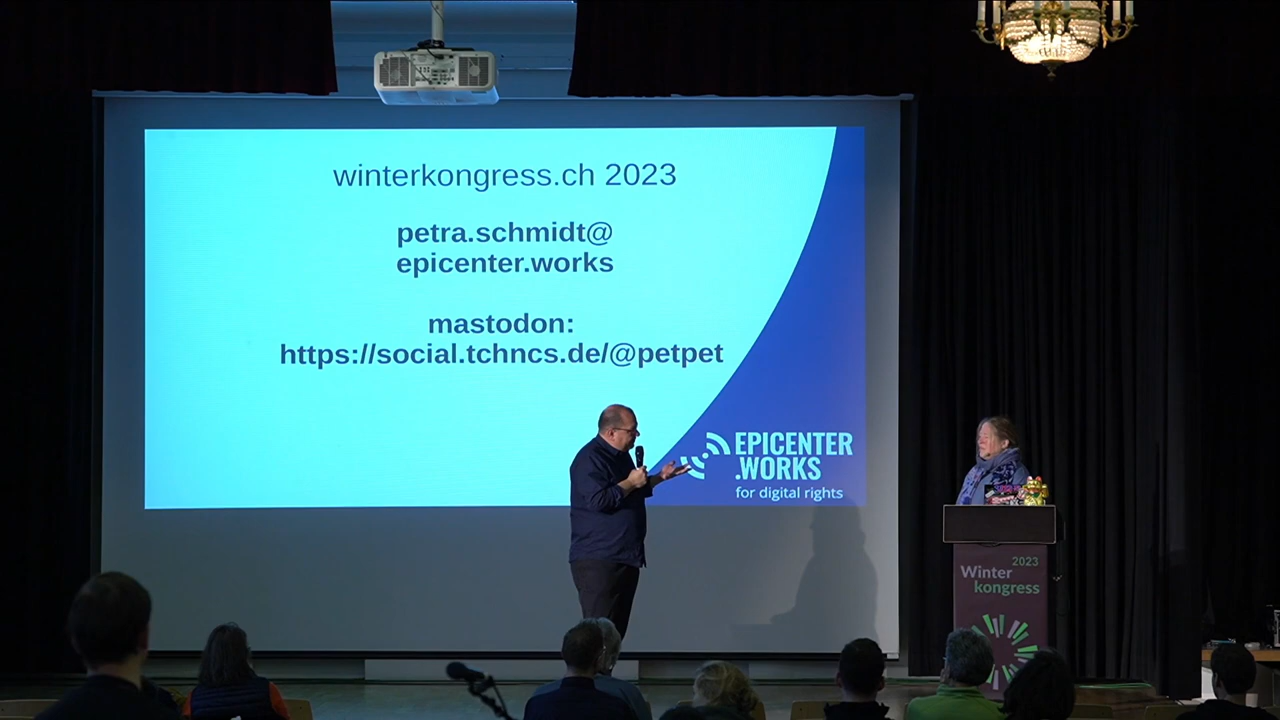 winterkongress.ch 2023
petra.schmidt@
epicenter.works
mastodon:
https://social.tchncs.de/@petpet
EPICENTER
.WORKS
for digital rights
2023
Winter
kongress